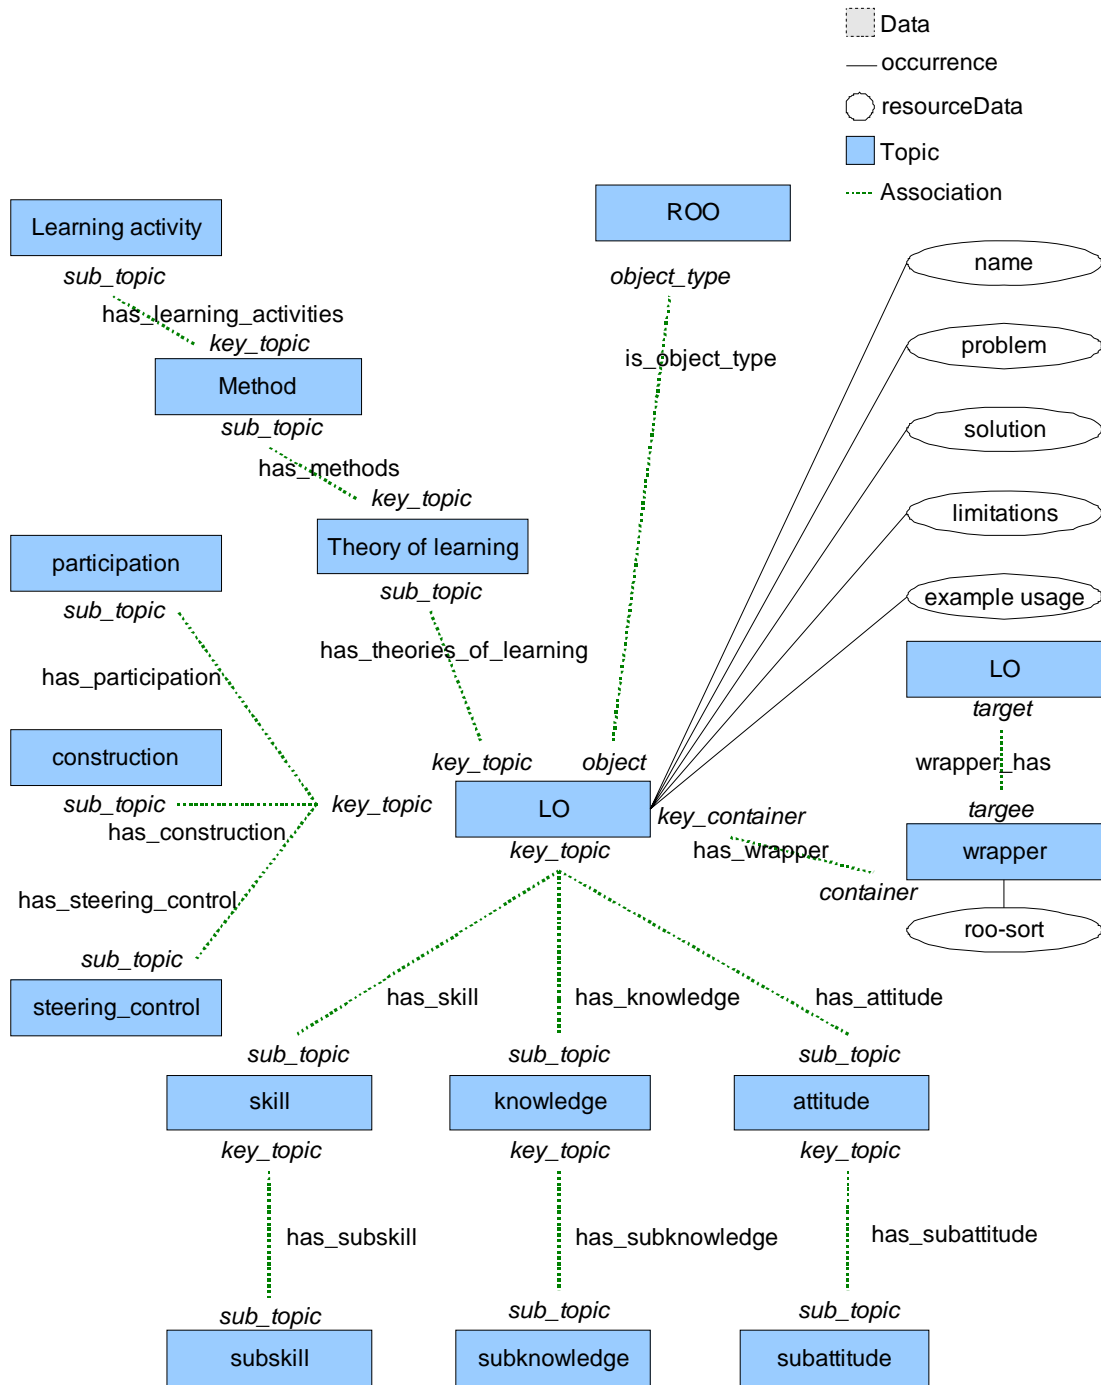 Data
occurrence
resourceData
Topic
Association
Learning activity
ROO
sub_topic
object_type
name
has_learning_activities
key_topic
is_object_type
problem
Method
sub_topic
solution
has_methods
key_topic
limitations
Theory of learning
participation
sub_topic
example usage
sub_topic
has_theories_of_learning
LO
has_participation
target
construction
wrapper_has
key_topic
object
sub_topic
key_topic
LO
key_container
targee
has_construction
key_topic
has_wrapper
wrapper
container
has_steering_control
roo-sort
sub_topic
steering_control
has_skill
has_knowledge
has_attitude
sub_topic
sub_topic
sub_topic
skill
knowledge
attitude
key_topic
key_topic
key_topic
has_subskill
has_subknowledge
has_subattitude
sub_topic
sub_topic
sub_topic
subskill
subknowledge
subattitude